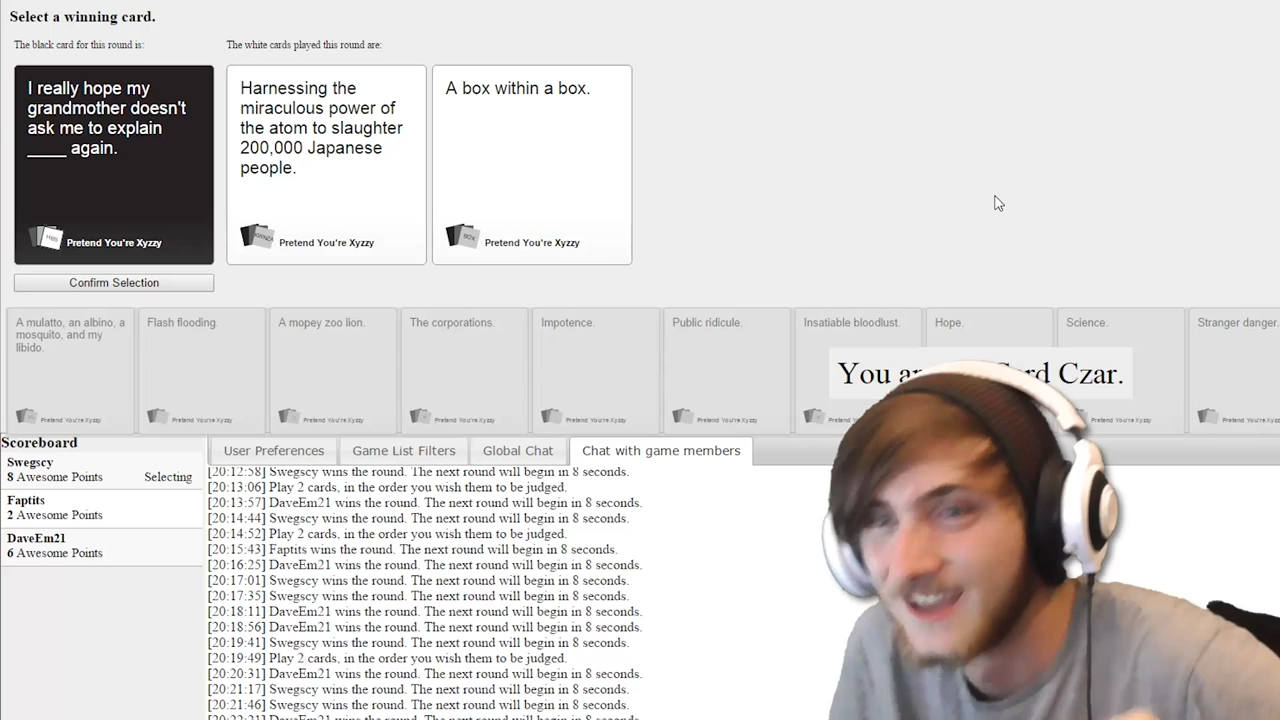 Select a winning card.
The black card for this round is:
The white cards played this round are:
I really hope my
grandmother doesn't
ask me to explain
____ again.
Pretend You're Xyzzy
Harnessing the
miraculous power of
the atom to slaughter
200,000 Japanese
people.
Pretend You're Xyzzy
A box within a box.
BOX
Pretend You're Xyzzy
Confirm Selection
A mulatto, an albino, a
mosquito, and my
libido.
Pretend You're Xyzzy
Flash flooding.
Pretend You're Xyzzy
A mopey zoo lion.
Pretend You're Xyzzy
The corporations.
Pretend You're Xyzzy
Impotence.
Pretend You're Xyzzy
Public ridicule.
Pretend You're Xyzzy
Insatiable bloodlust.
Hope.
Science.
Pretend You're Xyzzy
Stranger danger.
Pretend You're
You Czar.
Scoreboard
Swegscy
8 Awesome Points
Selecting
Faptits
2 Awesome Points
DaveEm21
6 Awesome Points
User Preferences
Game List Filters
Global Chat
Chat with game members
[20:12:58] Swegscy wins the round. The next round will begin in 8 seconds.
[20:13:06] Play 2 cards, in the order you wish them to be judged.
[20:13:57] DaveEm21 wins the round. The next round will begin in 8 seconds.
[20:14:44] Swegscy wins the round. The next round will begin in 8 seconds.
[20:14:52] Play 2 cards, in the order you wish them to be judged.
[20:15:43] Faptits wins the round. The next round will begin in 8 seconds.
[20:16:25] DaveEm21 wins the round. The next round will begin in 8 seconds.
[20:17:01] Swegscy wins the round. The next round will begin in 8 seconds.
[20:17:35] Swegscy wins the round. The next round will begin in 8 seconds.
[20:18:11] DaveEm21 wins the round. The next round will begin in 8 seconds.
[20:18:56] DaveEm21 wins the round. The next round will begin in 8 seconds.
[20:19:41] Swegscy wins the round. The next round will begin in 8 seconds.
[20:19:49] Play 2 cards, in the order you wish them to be judged.
[20:20:31] DaveEm21 wins the round. The next round will begin in 8 seconds.
[20:21:17] Swegscy wins the round. The next round will begin in 8 seconds.
[20:21:46] Swegscy wins the round. The next round will begin in 8 seconds.
[20:22:21] DaveEm21 wins the round. The next round will begin in 8 seconds.